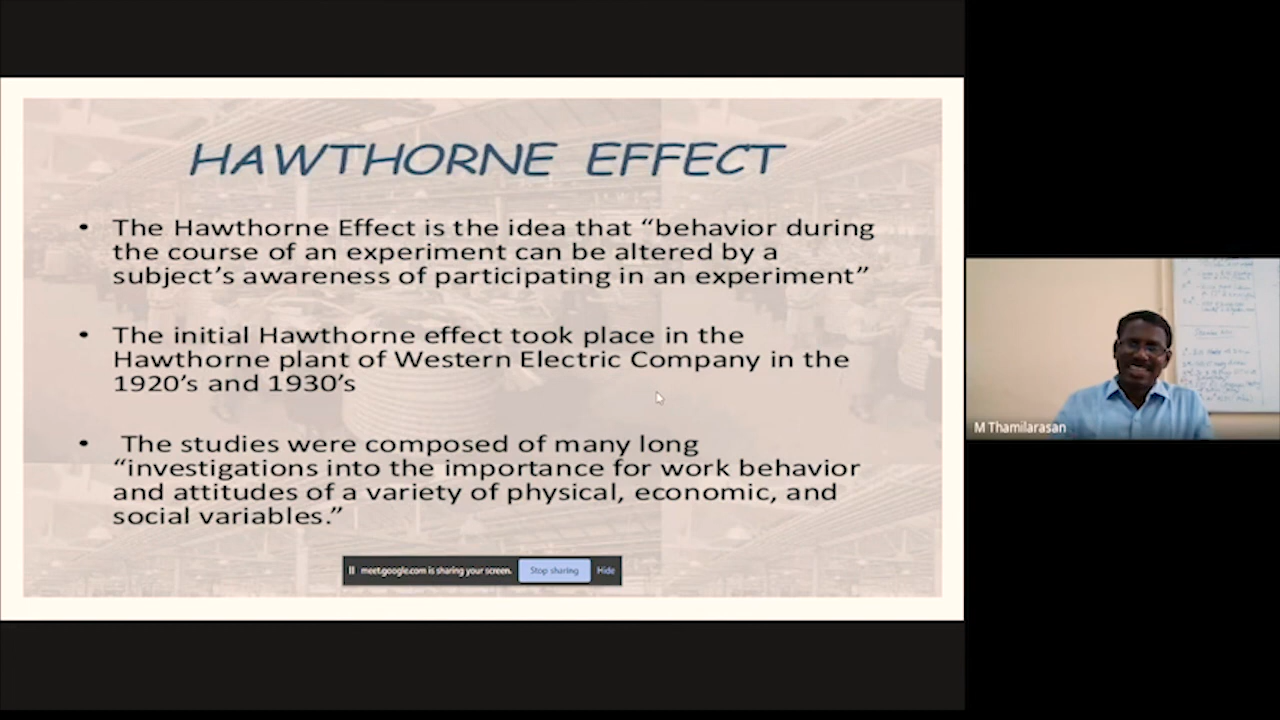 HAWTHORNE EFFECT
• The Hawthorne Effect is the idea that “behavior during
the course of an experiment can be altered by a
subject’s awareness of participating in an experiment”
• The initial Hawthorne effect took place in the
Hawthorne plant of Western Electric Company in the
1920’s and 1930’s
• The studies were composed of many long
“investigations into the importance for work behavior
and attitudes of a variety of physical, economic, and
social variables.”
meet.google.com is sharing your screen. Stop sharing Hide
M Thamilarasan